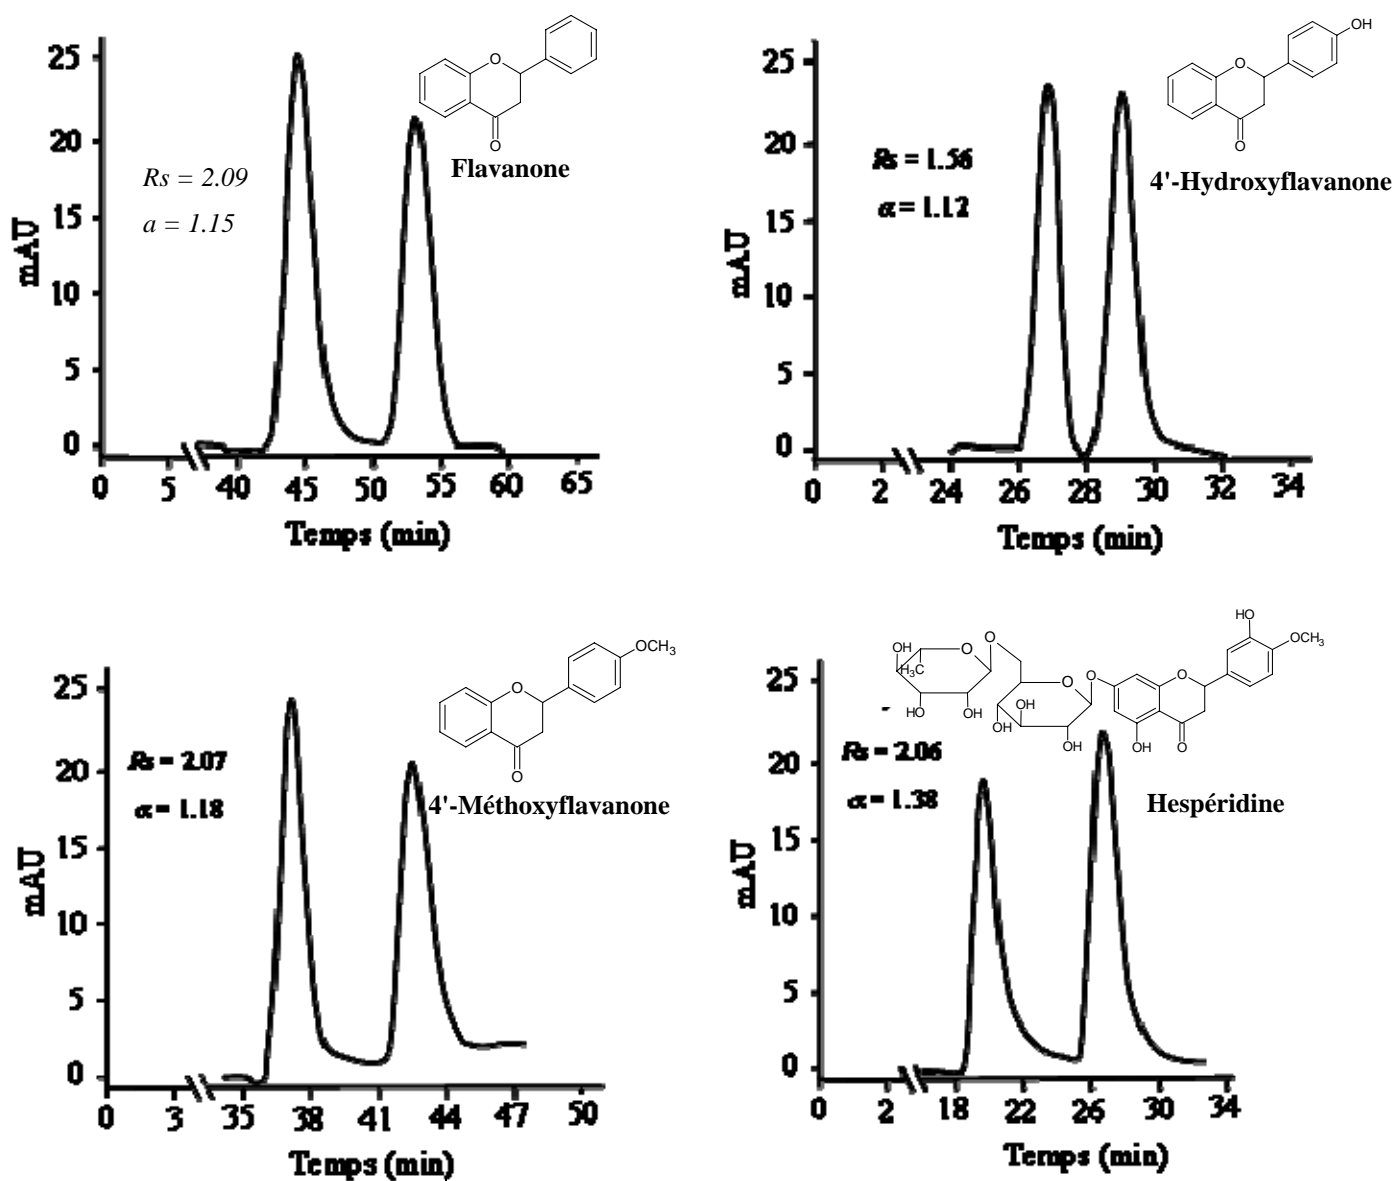 25
20
15
10
5
0
mAU
Rs = 2.09
a = 1.15
O
O
Flavanone
0 5 40 45 50 55 60 65
Temps (min)
25
20
15
10
5
0
mAU
Rs = 1.56
α = 1.12
OH
O
O
4'-Hydroxyflavanone
0 2 24 26 28 30 32 34
Temps (min)
25
20
15
10
5
0
mAU
Rs = 2.07
α = 1.18
OCH3
O
O
4'-Méthoxyflavanone
0 3 35 38 41 44 47 50
Temps (min)
25
20
15
10
5
0
mAU
HO
OH O O OCH3
H3C O O O
HO OH OH
OH OH OH O
Rs = 2.06
α = 1.38
Hespéridine
0 2 18 22 26 30 34
Temps (min)